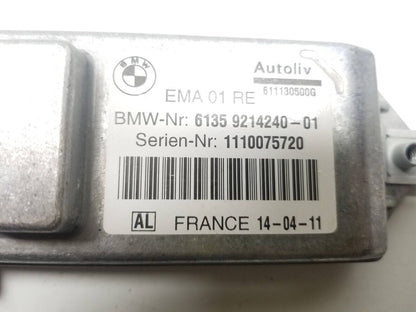 BMW
Autoliv
EMA 01 RE
611130500G
BMW-Nr: 6135 9214240-01
Serien-Nr: 1110075720
AL FRANCE 14-04-11